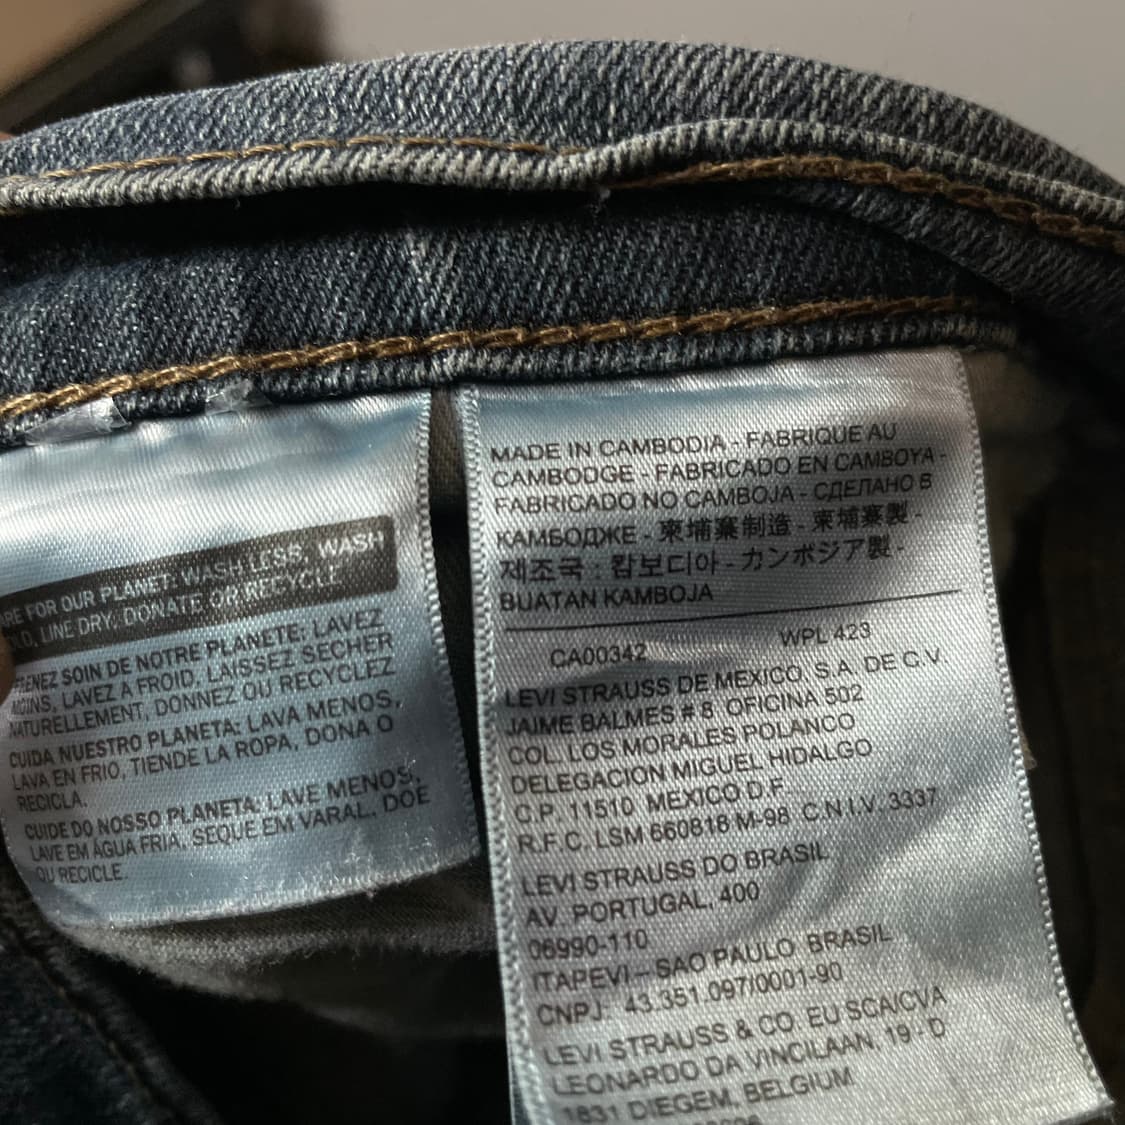 ARE FOR OUR PLANET: WASH LESS, WASH
LINE DRY, DONATE OR RECYCLE
SOIN DE NOTRE PLANETE: LAVEZ
LAVEZ A FROID, LAISSEZ SECHER
NATURELLEMENT, DONNEZ OU RECYCLEZ
CUIDA NUESTRO PLANETA: LAVA MENOS,
LAVA EN FRIO, TIENDE LA ROPA, DONA O
RECICLA.
CUIDE DO NOSSO PLANETA: LAVE MENOS,
LAVE EM ÁGUA FRIA, SEQUE EM VARAL, DOE
OU RECICLE.
MADE IN CAMBODIA - FABRIQUE AU
CAMBODGE - FABRICADO EN CAMBOYA -
FABRICADO NO CAMBOJA - СДЕЛАНО В
КАМБОДЖЕ - 柬埔寨制造 - 柬埔寨製 -
제조국 : 캄보디아 - カンボジア製 -
BUATAN KAMBOJA
CA00342 WPL 423
LEVI STRAUSS DE MEXICO, S.A. DE C.V.
JAIME BALMES # 8, OFICINA 502
COL. LOS MORALES POLANCO
DELEGACION MIGUEL HIDALGO
C.P. 11510 MEXICO D.F.
R.F.C. LSM 660818 M-98 C.N.I.V. 3337
LEVI STRAUSS DO BRASIL
AV. PORTUGAL, 400
06990-110
ITAPEVI – SAO PAULO BRASIL
CNPJ: 43.351.097/0001-90
LEVI STRAUSS & CO. EU SCA/CVA
LEONARDO DA VINCILAAN, 19 - D
1831 DIEGEM, BELGIUM